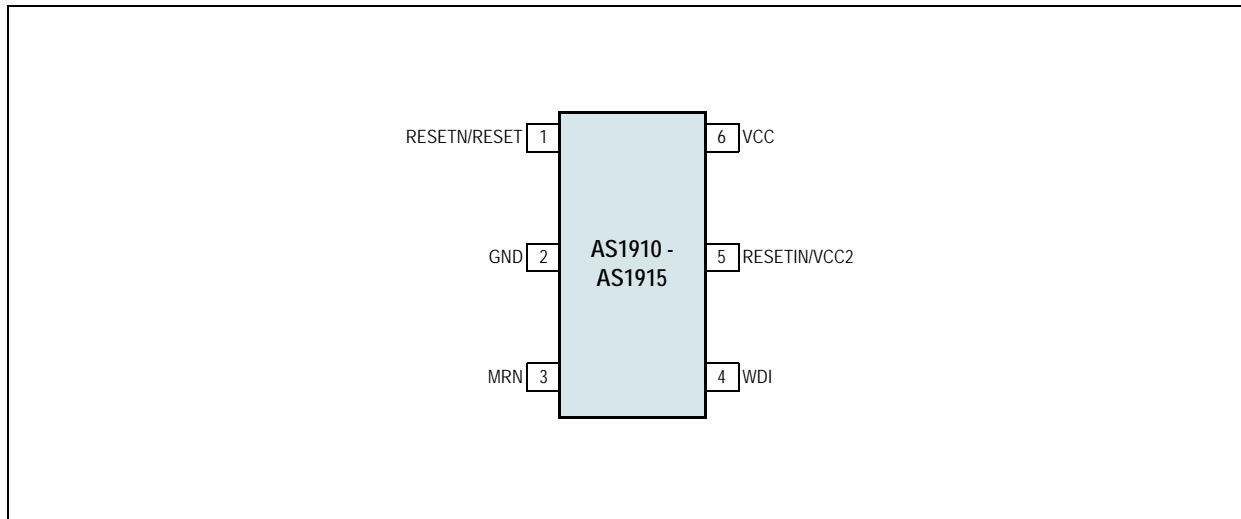 RESETN/RESET 1
6 VCC
GND 2
AS1910 -
AS1915
5 RESETIN/VCC2
MRN 3
4 WDI